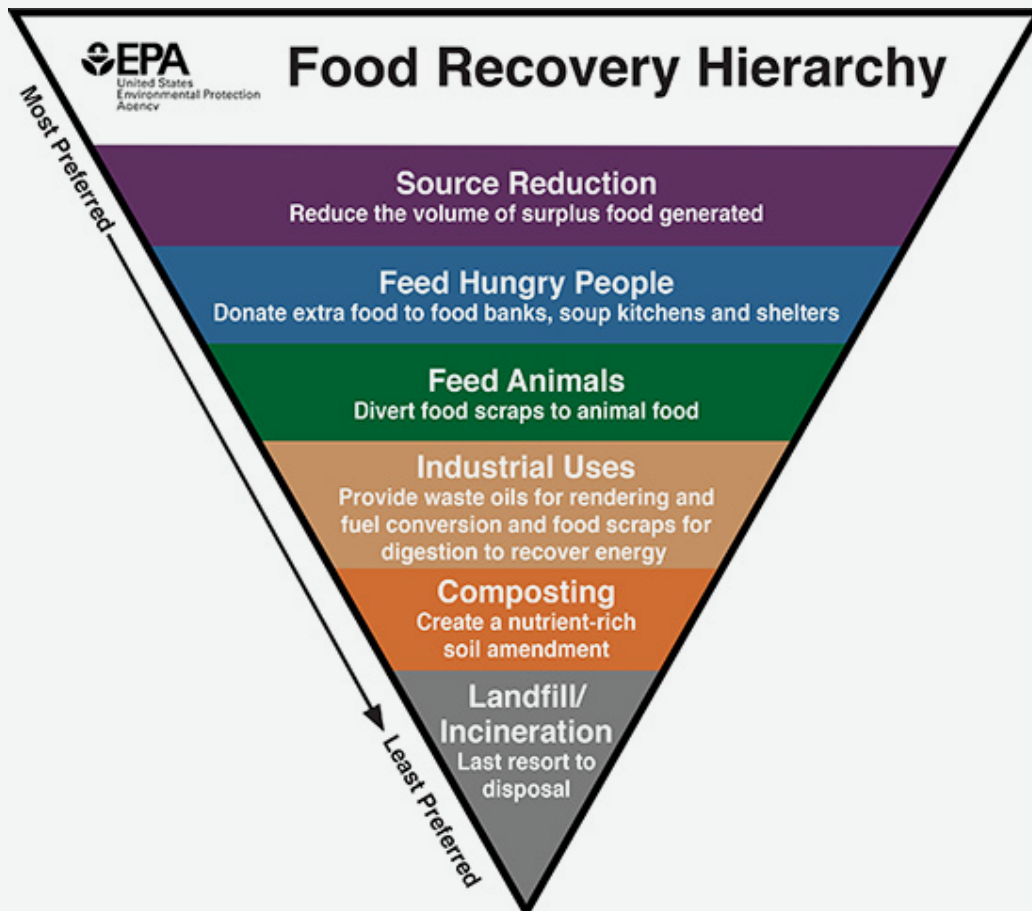 EPA
United States
Environmental Protection
Agency
Food Recovery Hierarchy
Most Preferred
Source Reduction
Reduce the volume of surplus food generated
Feed Hungry People
Donate extra food to food banks, soup kitchens and shelters
Feed Animals
Divert food scraps to animal food
Industrial Uses
Provide waste oils for rendering and
fuel conversion and food scraps for
digestion to recover energy
Composting
Create a nutrient-rich
soil amendment
Landfill/
Incineration
Last resort to
disposal
Least Preferred